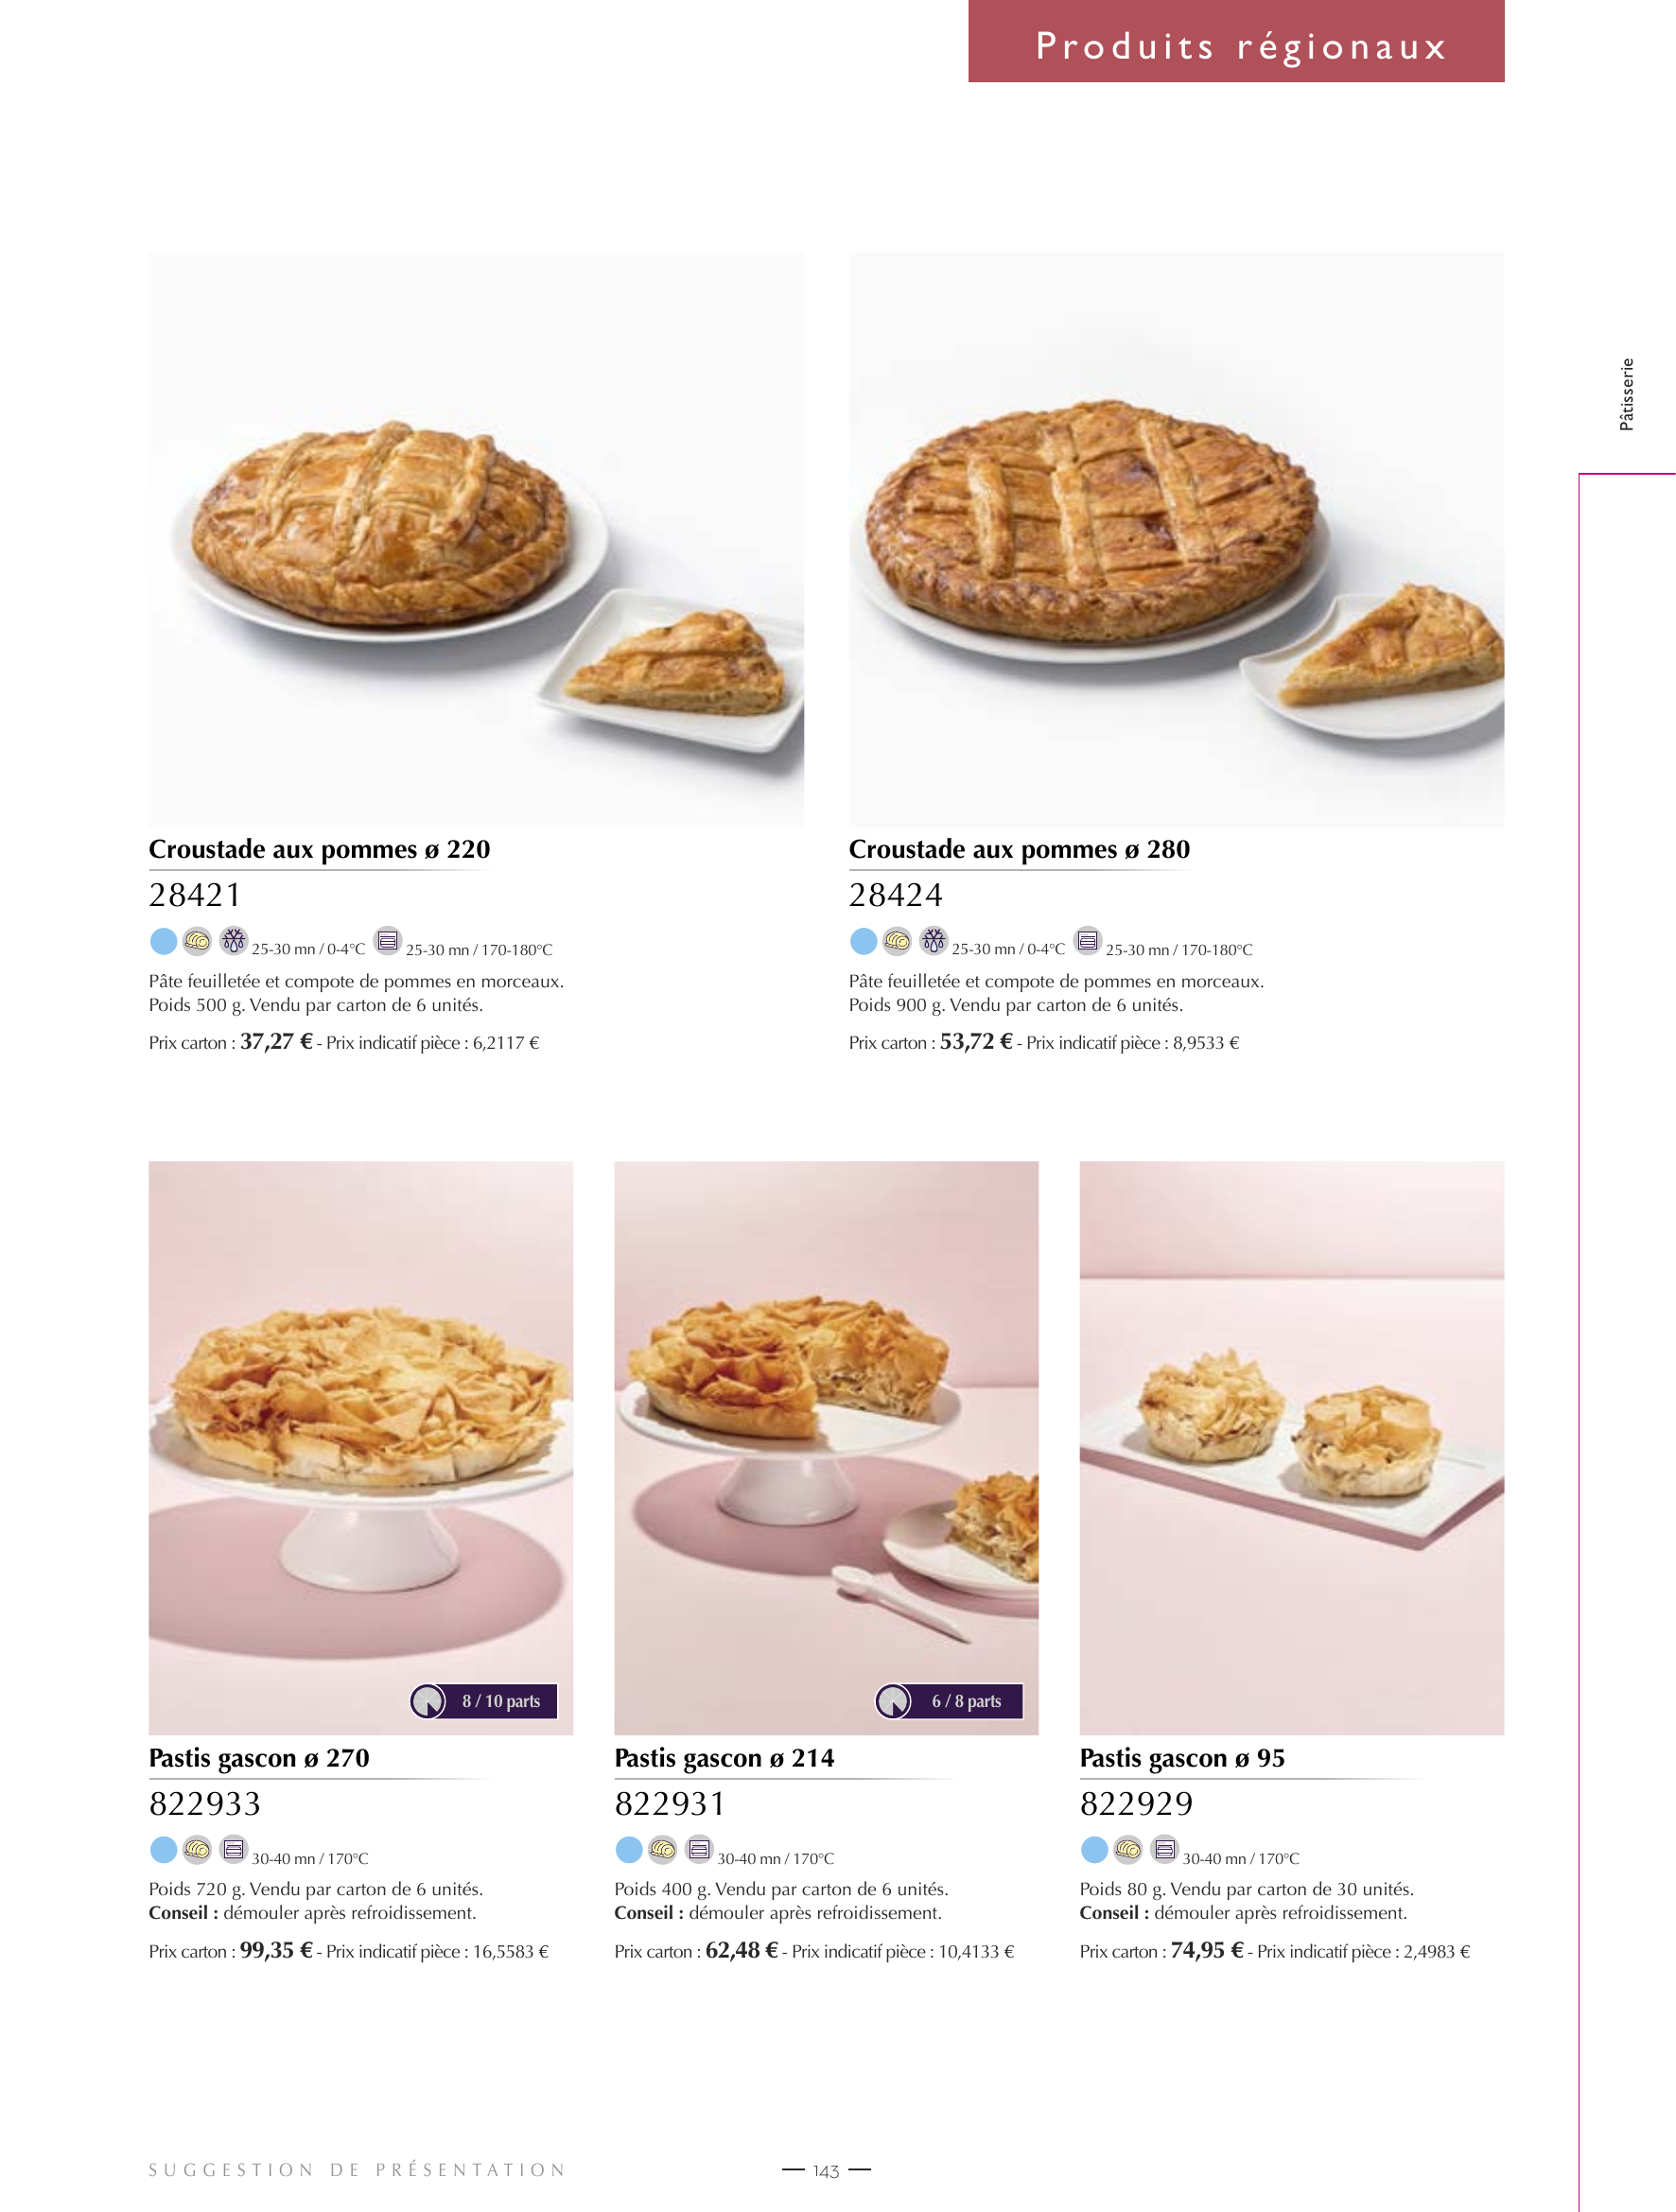 Produits régionaux
Pâtisserie
Croustade aux pommes ø 220
28421
25-30 mn / 0-4°C 25-30 mn / 170-180°C
Pâte feuilletée et compote de pommes en morceaux.
Poids 500 g. Vendu par carton de 6 unités.
Prix carton : 37,27 € - Prix indicatif pièce : 6,2117 €
Croustade aux pommes ø 280
28424
25-30 mn / 0-4°C 25-30 mn / 170-180°C
Pâte feuilletée et compote de pommes en morceaux.
Poids 900 g. Vendu par carton de 6 unités.
Prix carton : 53,72 € - Prix indicatif pièce : 8,9533 €
8 / 10 parts
Pastis gascon ø 270
822933
30-40 mn / 170°C
Poids 720 g. Vendu par carton de 6 unités.
Conseil : démouler après refroidissement.
Prix carton : 99,35 € - Prix indicatif pièce : 16,5583 €
6 / 8 parts
Pastis gascon ø 214
822931
30-40 mn / 170°C
Poids 400 g. Vendu par carton de 6 unités.
Conseil : démouler après refroidissement.
Prix carton : 62,48 € - Prix indicatif pièce : 10,4133 €
Pastis gascon ø 95
822929
30-40 mn / 170°C
Poids 80 g. Vendu par carton de 30 unités.
Conseil : démouler après refroidissement.
Prix carton : 74,95 € - Prix indicatif pièce : 2,4983 €
SUGGESTION DE PRÉSENTATION
— 143 —